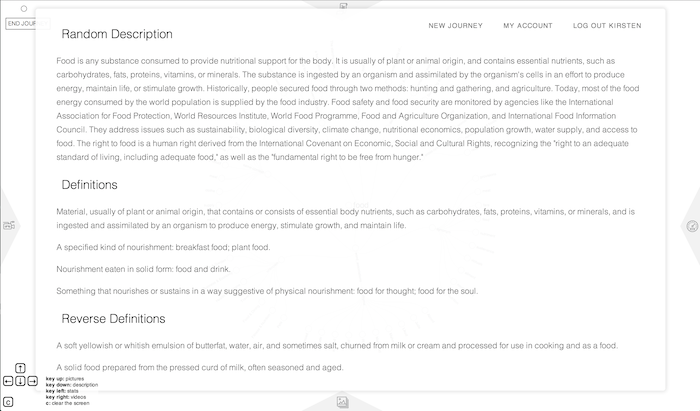 END JOUR
NEW JOURNEY MY ACCOUNT LOG OUT KIRSTEN
Random Description
Food is any substance consumed to provide nutritional support for the body. It is usually of plant or animal origin, and contains essential nutrients, such as
carbohydrates, fats, proteins, vitamins, or minerals. The substance is ingested by an organism and assimilated by the organism's cells in an effort to produce
energy, maintain life, or stimulate growth. Historically, people secured food through two methods: hunting and gathering, and agriculture. Today, most of the food
energy consumed by the world population is supplied by the food industry. Food safety and food security are monitored by agencies like the International
Association for Food Protection, World Resources Institute, World Food Programme, Food and Agriculture Organization, and International Food Information
Council. They address issues such as sustainability, biological diversity, climate change, nutritional economics, population growth, water supply, and access to
food. The right to food is a human right derived from the International Covenant on Economic, Social and Cultural Rights, recognizing the "right to an adequate
standard of living, including adequate food," as well as the "fundamental right to be free from hunger."
Definitions
Material, usually of plant or animal origin, that contains or consists of essential body nutrients, such as carbohydrates, fats, proteins, vitamins, or minerals, and is
ingested and assimilated by an organism to produce energy, stimulate growth, and maintain life.
A specified kind of nourishment: breakfast food; plant food.
Nourishment eaten in solid form: food and drink.
Something that nourishes or sustains in a way suggestive of physical nourishment: food for thought; food for the soul.
Reverse Definitions
A soft yellowish or whitish emulsion of butterfat, water, air, and sometimes salt, churned from milk or cream and processed for use in cooking and as a food.
A solid food prepared from the pressed curd of milk, often seasoned and aged.
key up: pictures
key down: description
key left: stats
key right: videos
c: clear the screen
C